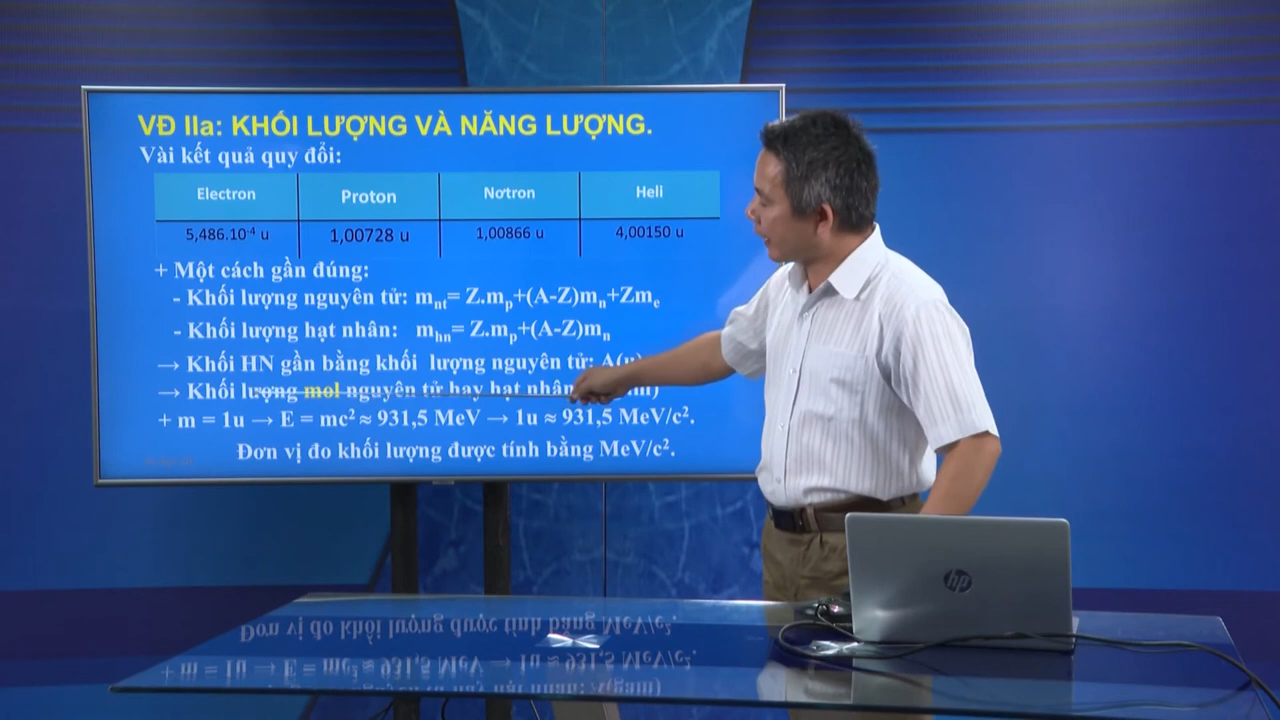 VĐ IIa: KHỐI LƯỢNG VÀ NĂNG LƯỢNG.
Vài kết quả quy đổi:
Electron Proton Nơtron Heli
5,486.10⁻⁴ u 1,00728 u 1,00866 u 4,00150 u
+ Một cách gần đúng:
- Khối lượng nguyên tử: mₙₜ= Z.mₚ+(A-Z)mₙ+Zmₑ
- Khối lượng hạt nhân: mₕₙ= Z.mₚ+(A-Z)mₙ
→ Khối HN gần bằng khối lượng nguyên tử: A(u)
→ Khối lượng mol nguyên tử hay hạt nhân
+ m = 1u → E = mc² ≈ 931,5 MeV → 1u ≈ 931,5 MeV/c².
Đơn vị đo khối lượng được tính bằng MeV/c².
hp